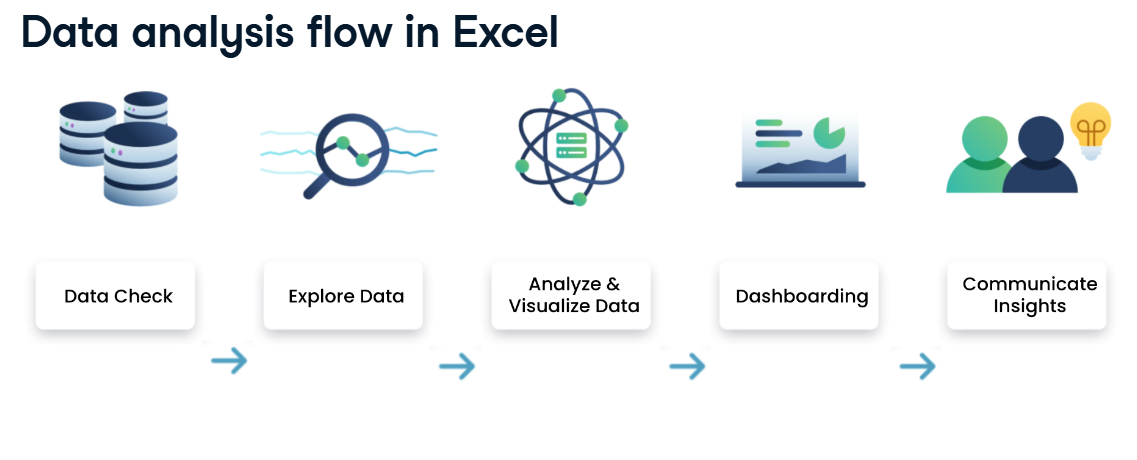 Data analysis flow in Excel
Data Check
Explore Data
Analyze &
Visualize Data
Dashboarding
Communicate
Insights